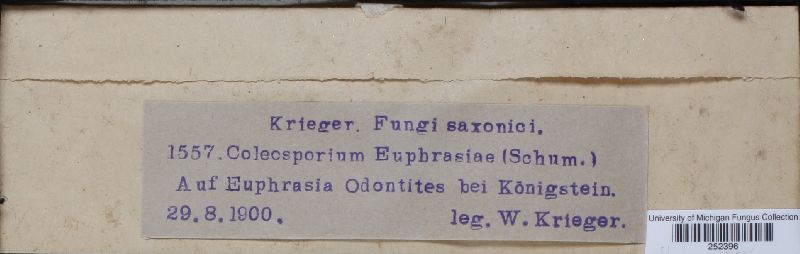 Krieger. Fungi saxonici.
1557. Coleosporium Euphrasiae (Schum.)
Auf Euphrasia Odontites bei Königstein.
29.8.1900. leg. W. Krieger.
University of Michigan Fungus Collection
252396